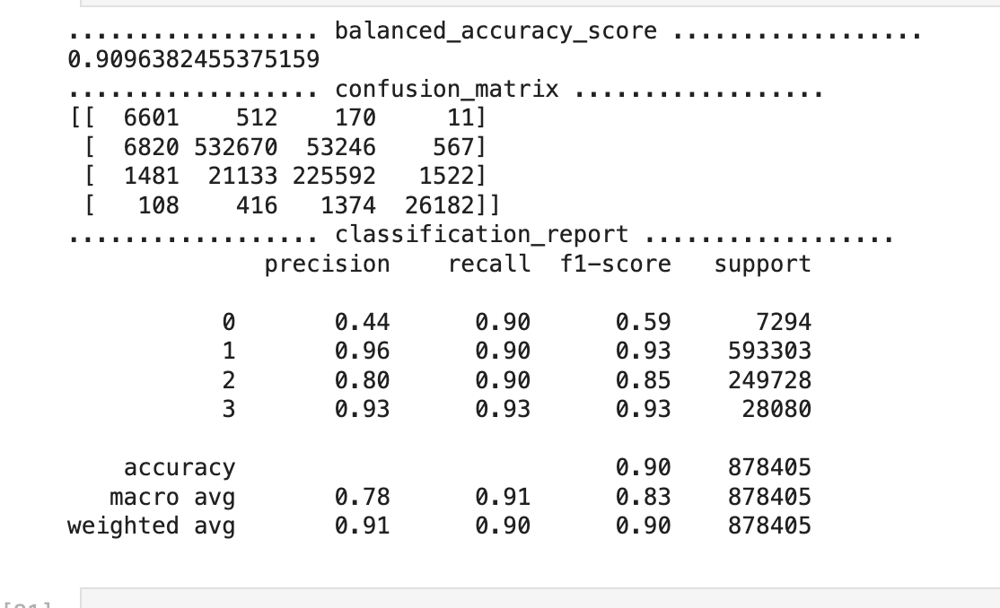 .................. balanced_accuracy_score ..................
0.9096382455375159
.................. confusion_matrix ..................
[[  6601    512    170     11]
 [  6820 532670  53246    567]
 [  1481  21133 225592   1522]
 [   108    416   1374  26182]]
.................. classification_report ..................
              precision    recall  f1-score   support

           0       0.44      0.90      0.59      7294
           1       0.96      0.90      0.93    593303
           2       0.80      0.90      0.85    249728
           3       0.93      0.93      0.93     28080

    accuracy                           0.90    878405
   macro avg       0.78      0.91      0.83    878405
weighted avg       0.91      0.90      0.90    878405